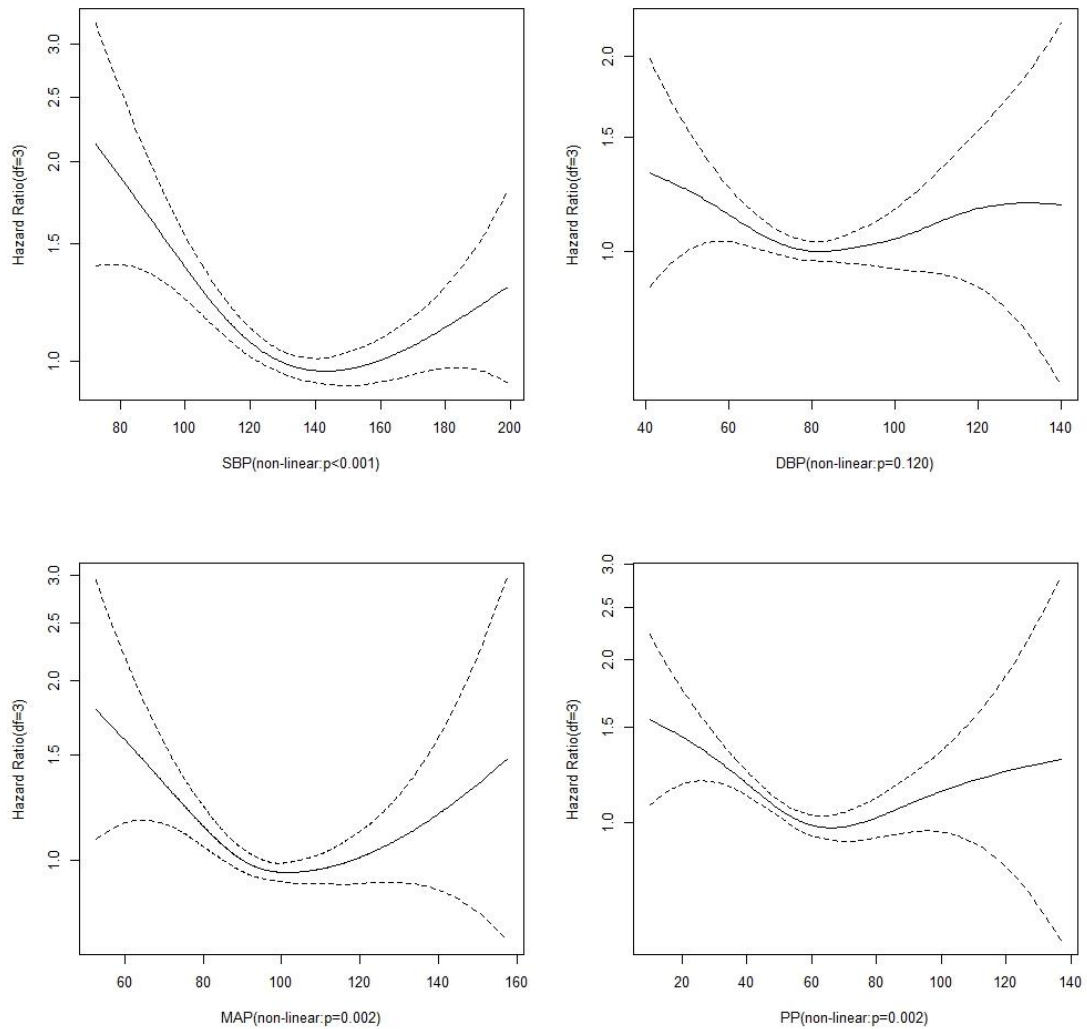 3.0
2.5
2.0
1.5
1.0
Hazard Ratio(df=3)
80 100 120 140 160 180 200
SBP(non-linear:p<0.001)
2.0
1.5
1.0
Hazard Ratio(df=3)
40 60 80 100 120 140
DBP(non-linear:p=0.120)
3.0
2.5
2.0
1.5
1.0
Hazard Ratio(df=3)
60 80 100 120 140 160
MAP(non-linear:p=0.002)
3.0
2.5
2.0
1.5
1.0
Hazard Ratio(df=3)
20 40 60 80 100 120 140
PP(non-linear:p=0.002)